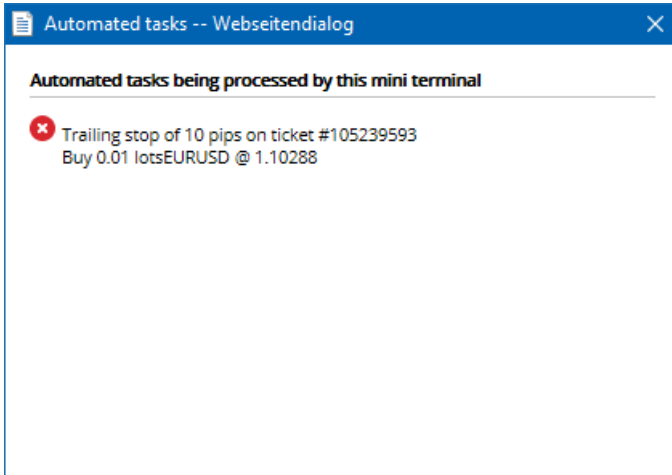 Automated tasks -- Webseitendialog
Automated tasks being processed by this mini terminal
Trailing stop of 10 pips on ticket #105239593
Buy 0.01 lotsEURUSD @ 1.10288